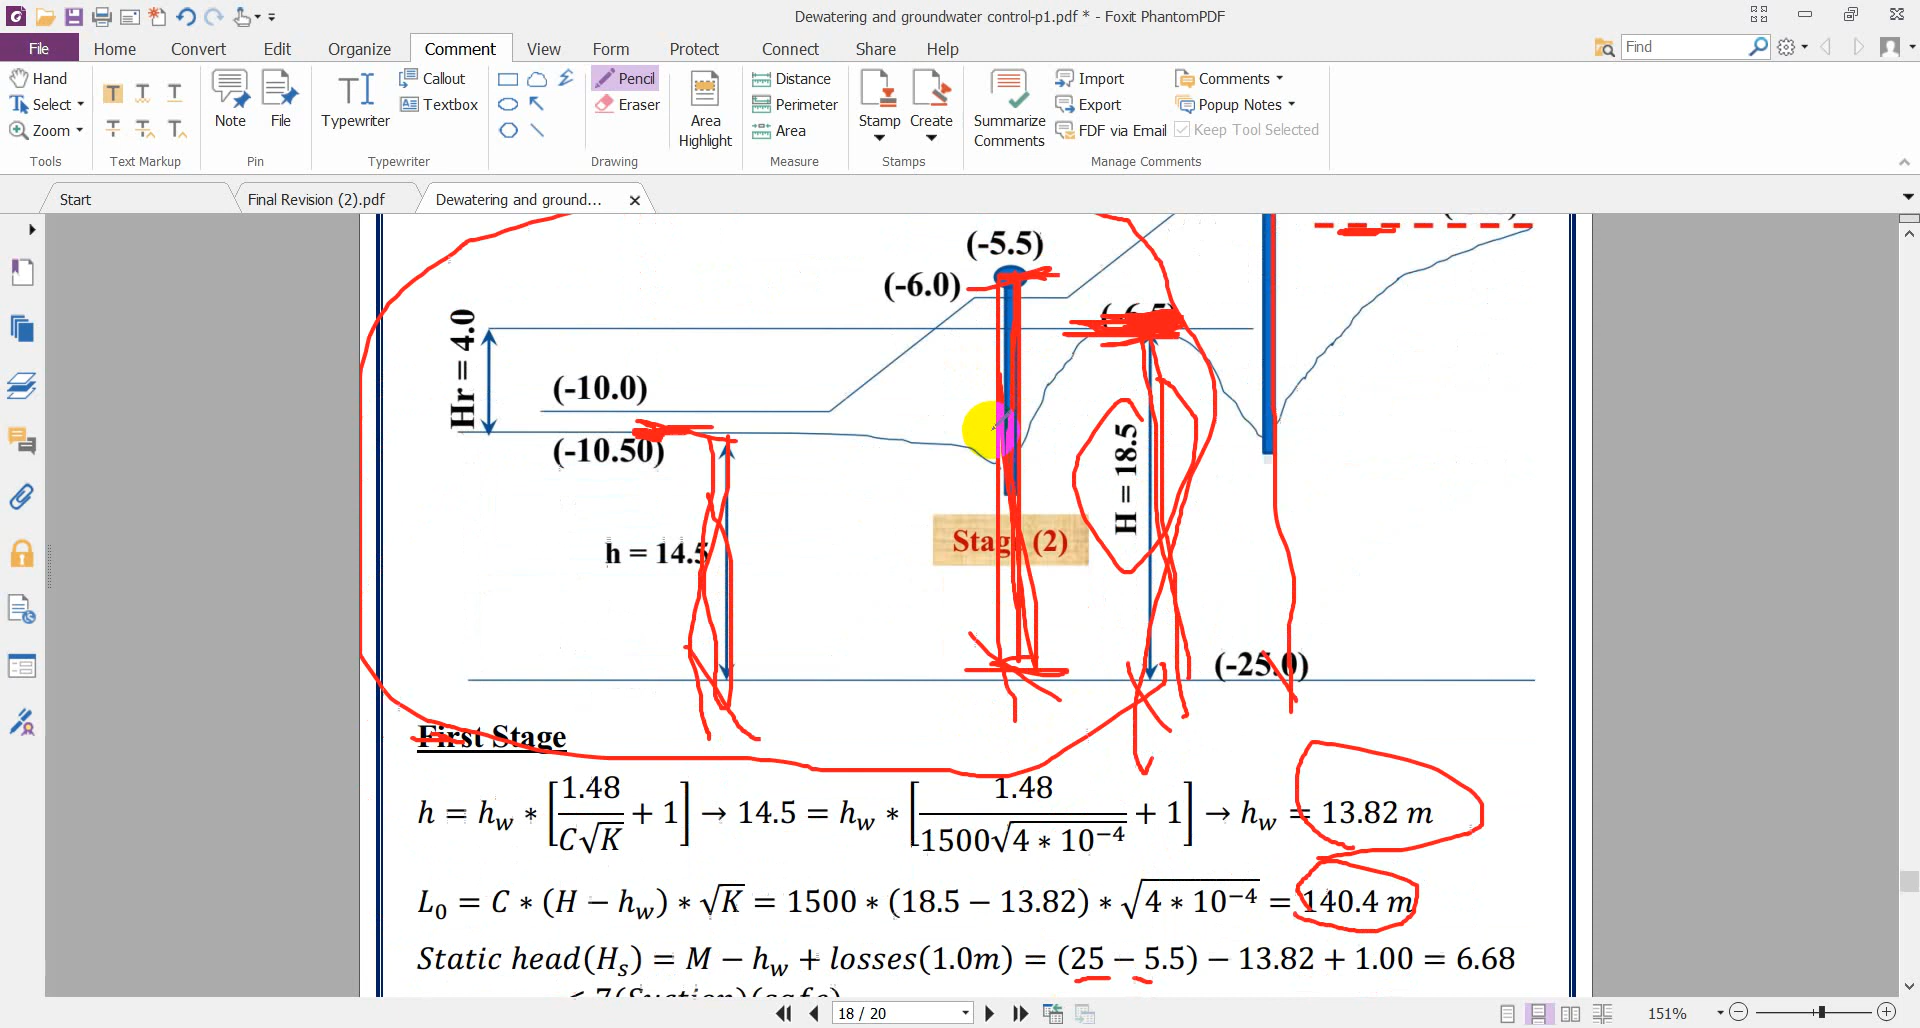 Dewatering and groundwater control-p1.pdf * - Foxit PhantomPDF
File Home Convert Edit Organize Comment View Form Protect Connect Share Help Find
Hand
Select
Zoom
Tools
Text Markup
Note
File
Pin
Typewriter
Callout
Textbox
Typewriter
Pencil
Eraser
Drawing
Area Highlight
Distance
Perimeter
Area
Measure
Stamp
Create
Stamps
Summarize Comments
Import
Export
FDF via Email
Comments
Popup Notes
Keep Tool Selected
Manage Comments
Start Final Revision (2).pdf Dewatering and ground...
(-5.5)
(-6.0)
Hr = 4.0
(-10.0)
(-10.50)
H = 18.5
h = 14.5
Stage (2)
(-25.0)
First Stage
h = h_w * [1.48 / C√K + 1] → 14.5 = h_w * [1.48 / 1500√4 * 10⁻⁴ + 1] → h_w = 13.82 m
L₀ = C * (H − h_w) * √K = 1500 * (18.5 − 13.82) * √4 * 10⁻⁴ = 140.4 m
Static head(H_s) = M − h_w + losses(1.0m) = (25 − 5.5) − 13.82 + 1.00 = 6.68
< 7(Suction)(safe)
18 / 20
151%